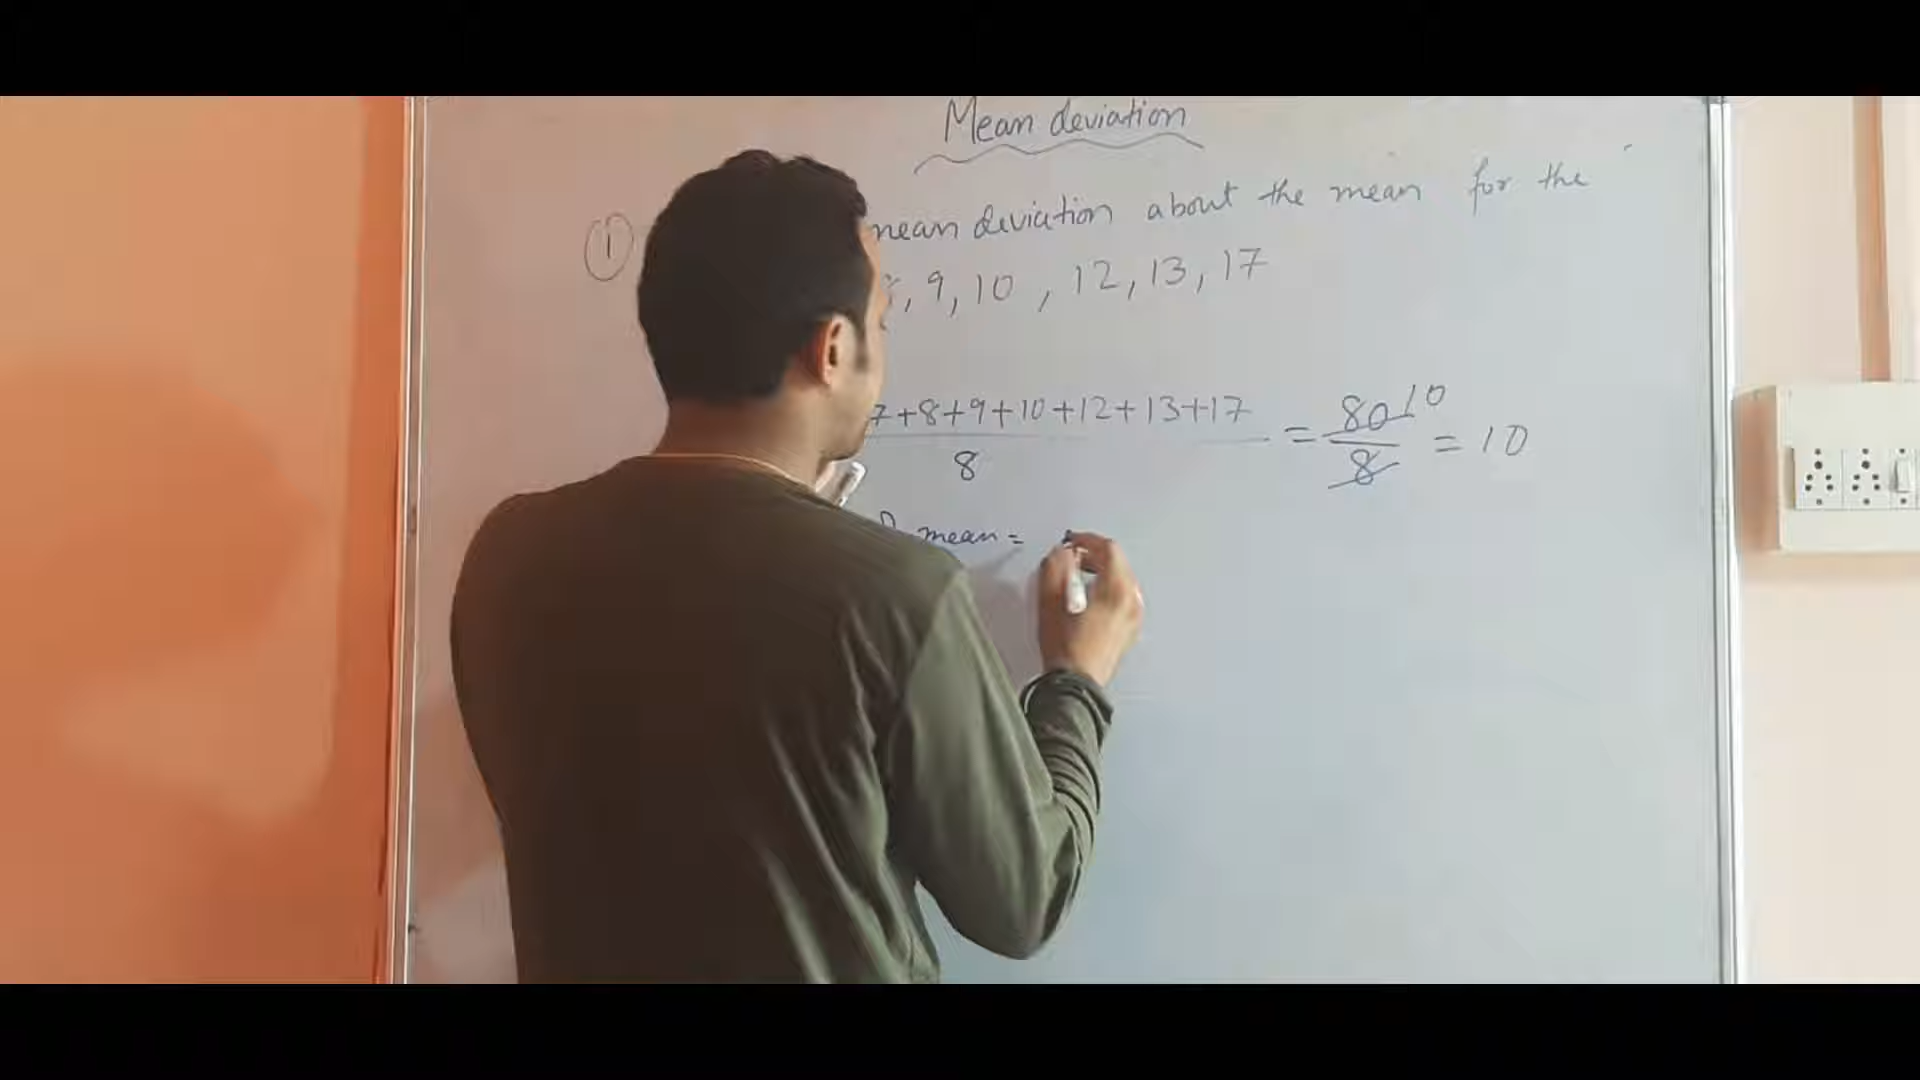 Mean deviation
① mean deviation about the mean for the
, 9, 10 , 12, 13, 17
7+8+9+10+12+13+17 = 80 10 = 10
8 8
mean =